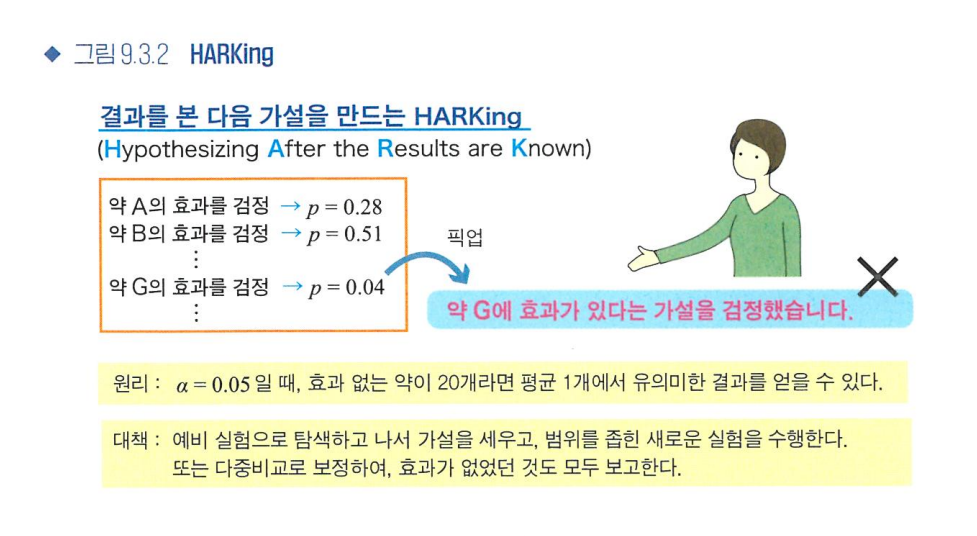 ◆ 그림 9.3.2 HARKing
결과를 본 다음 가설을 만드는 HARKing
(Hypothesizing After the Results are Known)
약 A의 효과를 검정 → p = 0.28
약 B의 효과를 검정 → p = 0.51
⋮
약 G의 효과를 검정 → p = 0.04
⋮
픽업
약 G에 효과가 있다는 가설을 검정했습니다.
원리 : α = 0.05일 때, 효과 없는 약이 20개라면 평균 1개에서 유의미한 결과를 얻을 수 있다.
대책 : 예비 실험으로 탐색하고 나서 가설을 세우고, 범위를 좁힌 새로운 실험을 수행한다.
또는 다중비교로 보정하여, 효과가 없었던 것도 모두 보고한다.